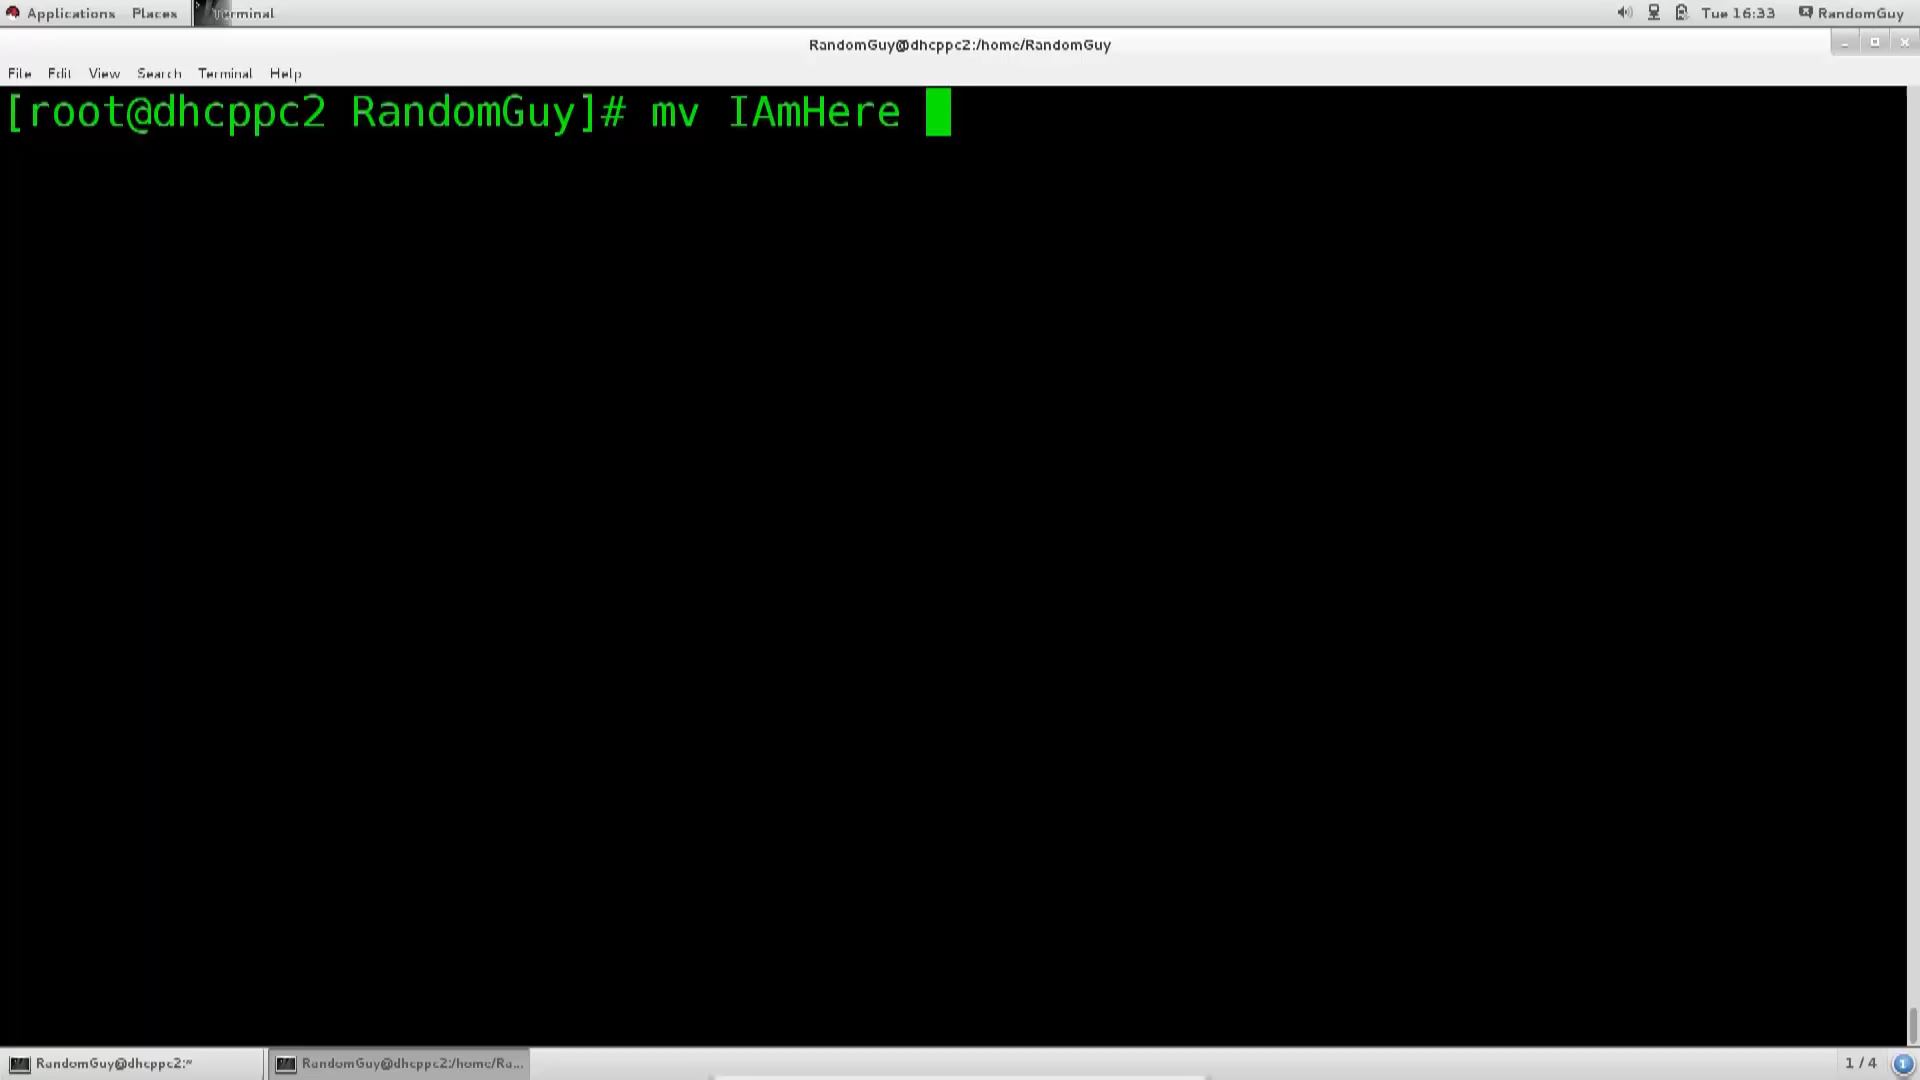 Applications Places Terminal Tue 16:33 RandomGuy
RandomGuy@dhcppc2:/home/RandomGuy
File Edit View Search Terminal Help
[root@dhcppc2 RandomGuy]# mv IAmHere
RandomGuy@dhcppc2:~ RandomGuy@dhcppc2:/home/Ra... 1 / 4 1